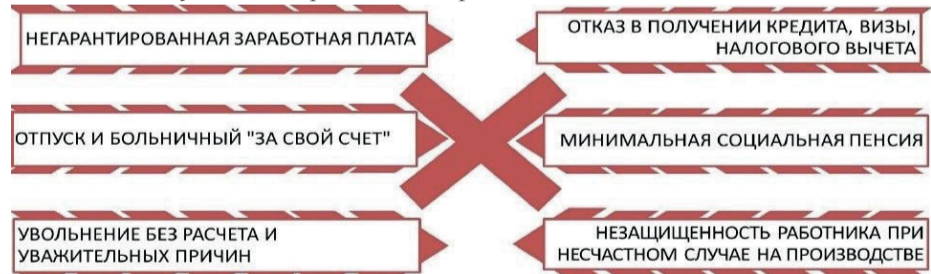 НЕГАРАНТИРОВАННАЯ ЗАРАБОТНАЯ ПЛАТА
ОТКАЗ В ПОЛУЧЕНИИ КРЕДИТА, ВИЗЫ,
НАЛОГОВОГО ВЫЧЕТА
ОТПУСК И БОЛЬНИЧНЫЙ "ЗА СВОЙ СЧЕТ"
МИНИМАЛЬНАЯ СОЦИАЛЬНАЯ ПЕНСИЯ
УВОЛЬНЕНИЕ БЕЗ РАСЧЕТА И
УВАЖИТЕЛЬНЫХ ПРИЧИН
НЕЗАЩИЩЕННОСТЬ РАБОТНИКА ПРИ
НЕСЧАСТНОМ СЛУЧАЕ НА ПРОИЗВОДСТВЕ